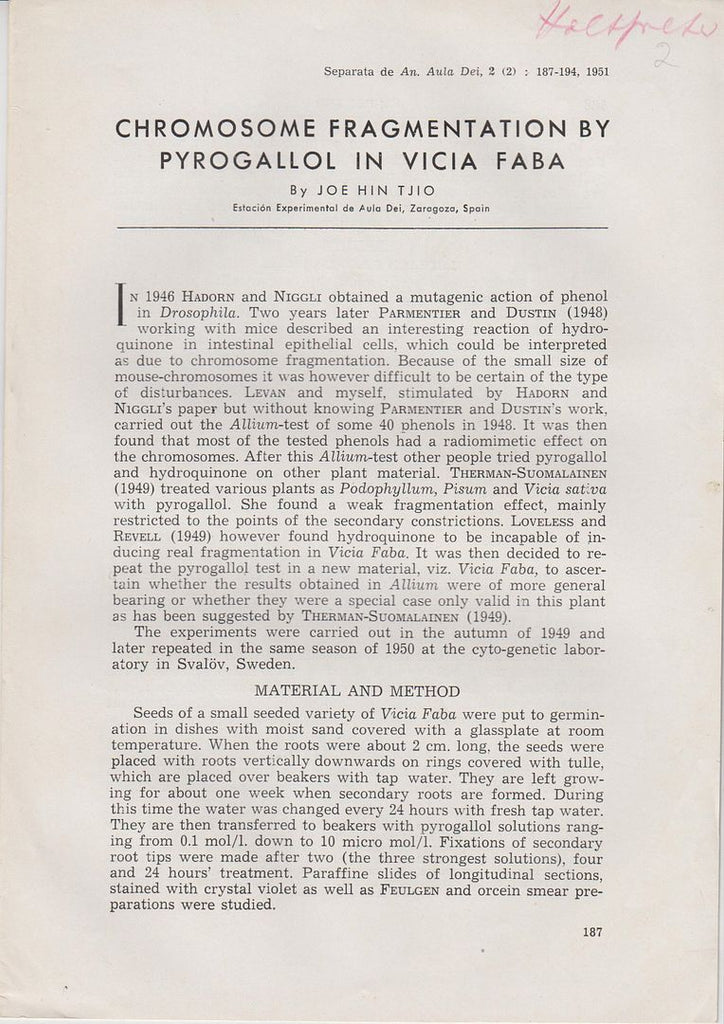 2
Separata de An. Aula Dei, 2 (2) : 187-194, 1951
CHROMOSOME FRAGMENTATION BY
PYROGALLOL IN VICIA FABA
By JOE HIN TJIO
Estación Experimental de Aula Dei, Zaragoza, Spain
IN 1946 HADORN and NIGGLI obtained a mutagenic action of phenol
in Drosophila. Two years later PARMENTIER and DUSTIN (1948)
working with mice described an interesting reaction of hydro-
quinone in intestinal epithelial cells, which could be interpreted
as due to chromosome fragmentation. Because of the small size of
mouse-chromosomes it was however difficult to be certain of the type
of disturbances. LEVAN and myself, stimulated by HADORN and
NIGGLI's paper but without knowing PARMENTIER and DUSTIN's work,
carried out the Allium-test of some 40 phenols in 1948. It was then
found that most of the tested phenols had a radiomimetic effect on
the chromosomes. After this Allium-test other people tried pyrogallol
and hydroquinone on other plant material. THERMAN-SUOMALAINEN
(1949) treated various plants as Podophyllum, Pisum and Vicia sativa
with pyrogallol. She found a weak fragmentation effect, mainly
restricted to the points of the secondary constrictions. LOVELESS and
REVELL (1949) however found hydroquinone to be incapable of in-
ducing real fragmentation in Vicia Faba. It was then decided to re-
peat the pyrogallol test in a new material, viz. Vicia Faba, to ascer-
tain whether the results obtained in Allium were of more general
bearing or whether they were a special case only valid in this plant
as has been suggested by THERMAN-SUOMALAINEN (1949).
The experiments were carried out in the autumn of 1949 and
later repeated in the same season of 1950 at the cyto-genetic labor-
atory in Svalöv, Sweden.
MATERIAL AND METHOD
Seeds of a small seeded variety of Vicia Faba were put to germin-
ation in dishes with moist sand covered with a glassplate at room
temperature. When the roots were about 2 cm. long, the seeds were
placed with roots vertically downwards on rings covered with tulle,
which are placed over beakers with tap water. They are left grow-
ing for about one week when secondary roots are formed. During
this time the water was changed every 24 hours with fresh tap water.
They are then transferred to beakers with pyrogallol solutions rang-
ing from 0.1 mol/l. down to 10 micro mol/l. Fixations of secondary
root tips were made after two (the three strongest solutions), four
and 24 hours' treatment. Paraffine slides of longitudinal sections,
stained with crystal violet as well as FEULGEN and orcein smear pre-
parations were studied.
187